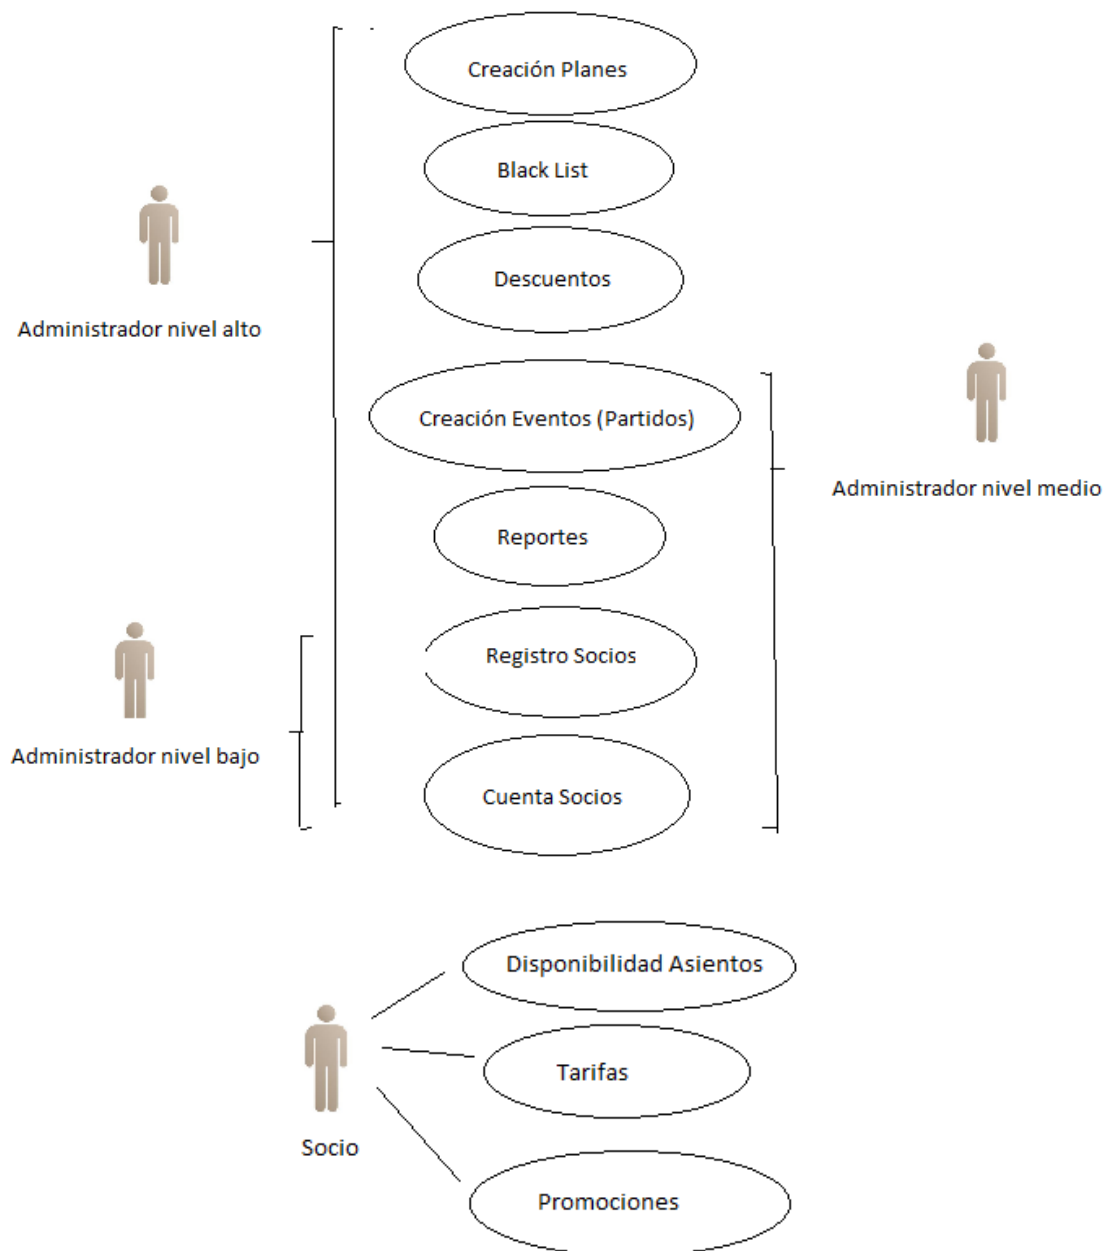 Creación Planes
Black List
Descuentos
Administrador nivel alto
Creación Eventos (Partidos)
Administrador nivel medio
Reportes
Registro Socios
Administrador nivel bajo
Cuenta Socios
Disponibilidad Asientos
Tarifas
Socio
Promociones